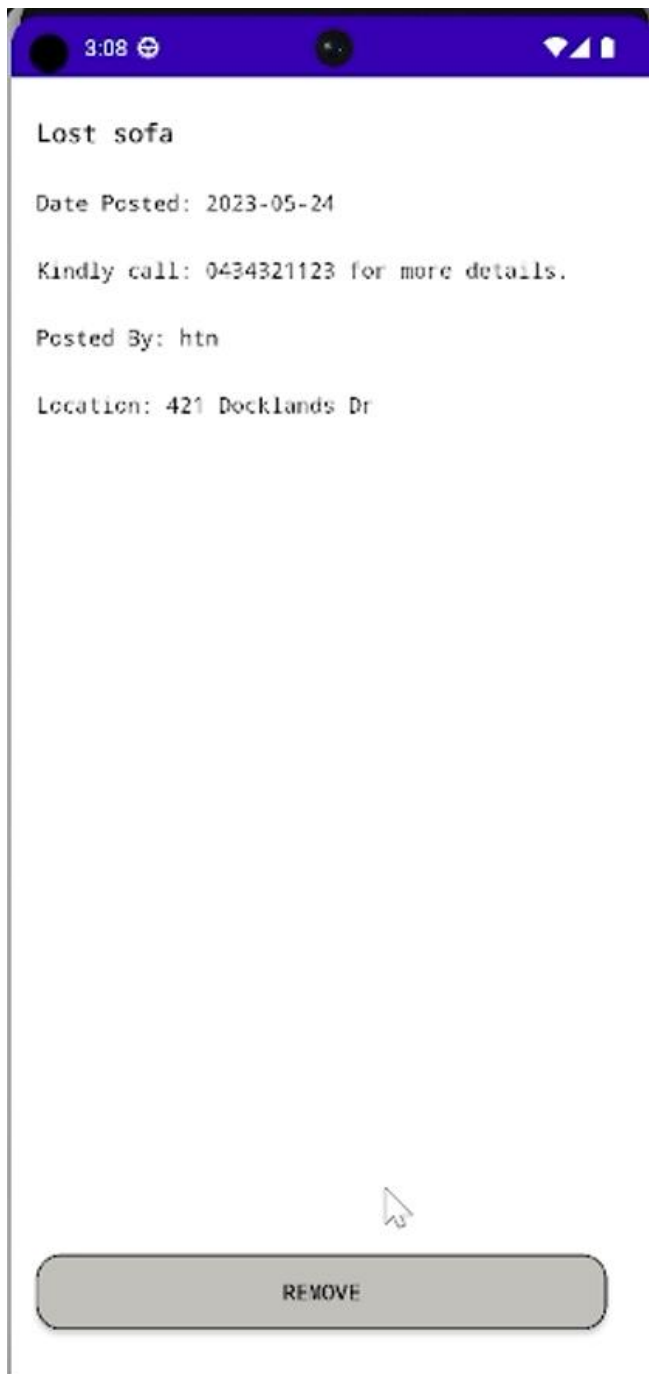 3:08
Lost sofa
Date Posted: 2023-05-24
Kindly call: 0434321123 for more details.
Posted By: htn
Location: 421 Docklands Dr
REMOVE